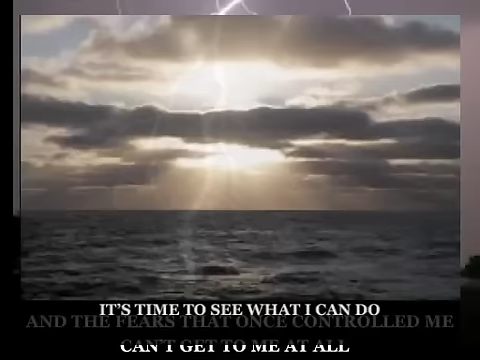 IT'S TIME TO SEE WHAT I CAN DO
AND THE FEARS THAT ONCE CONTROLLED ME
CAN'T GET TO ME AT ALL